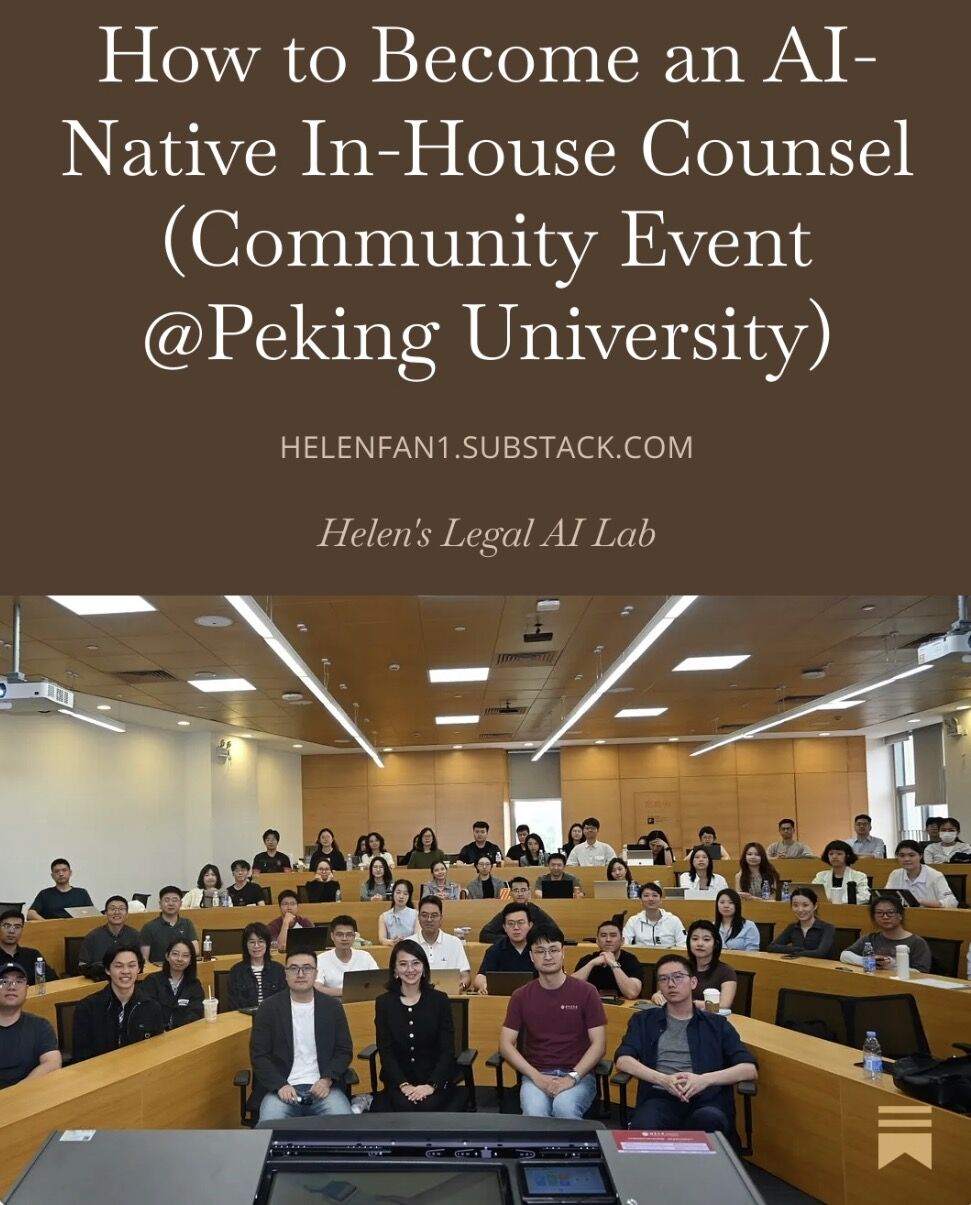 How to Become an AI-
Native In-House Counsel
(Community Event
@Peking University)
HELENFAN1.SUBSTACK.COM
Helen's Legal AI Lab